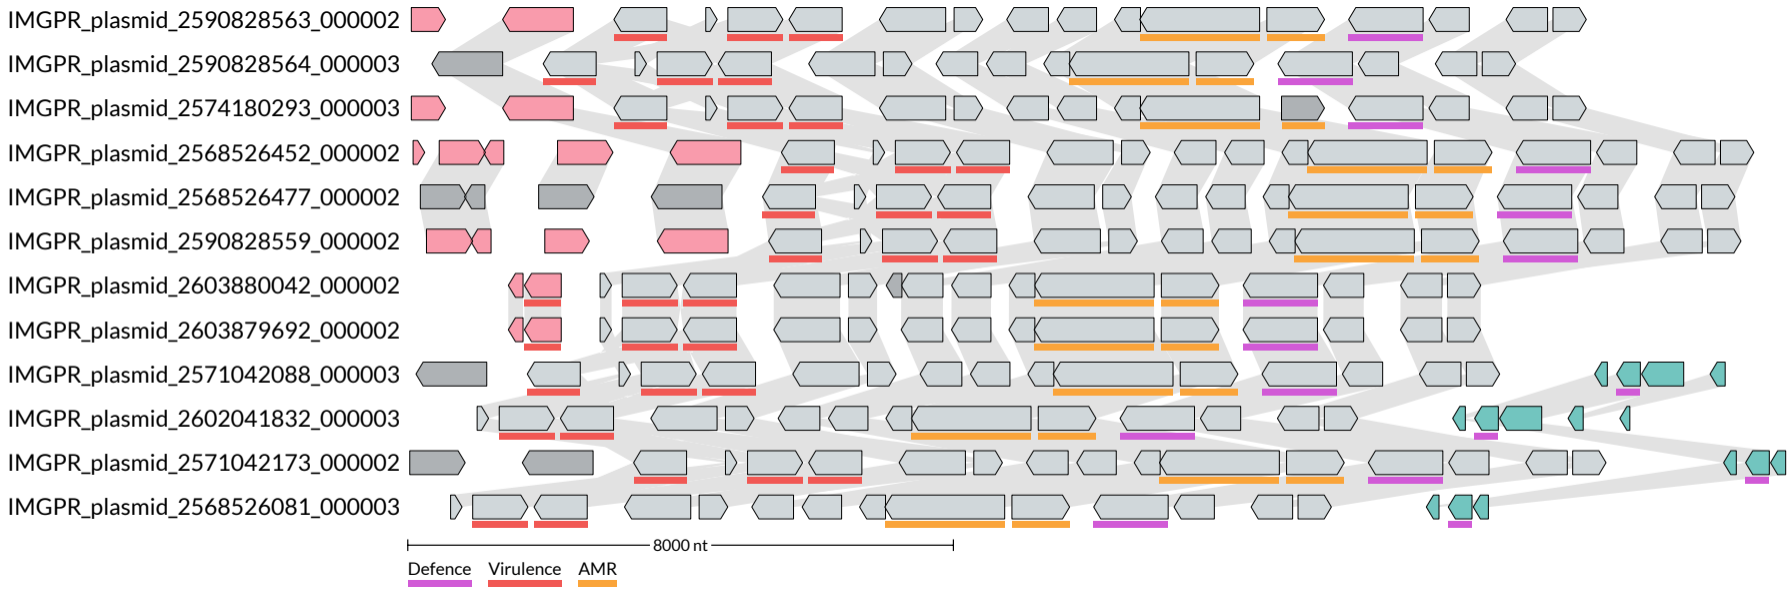 IMGPR_plasmid_2590828563_000002
IMGPR_plasmid_2590828564_000003
IMGPR_plasmid_2574180293_000003
IMGPR_plasmid_2568526452_000002
IMGPR_plasmid_2568526477_000002
IMGPR_plasmid_2590828559_000002
IMGPR_plasmid_2603880042_000002
IMGPR_plasmid_2603879692_000002
IMGPR_plasmid_2571042088_000003
IMGPR_plasmid_2602041832_000003
IMGPR_plasmid_2571042173_000002
IMGPR_plasmid_2568526081_000003
8000 nt
Defence Virulence AMR